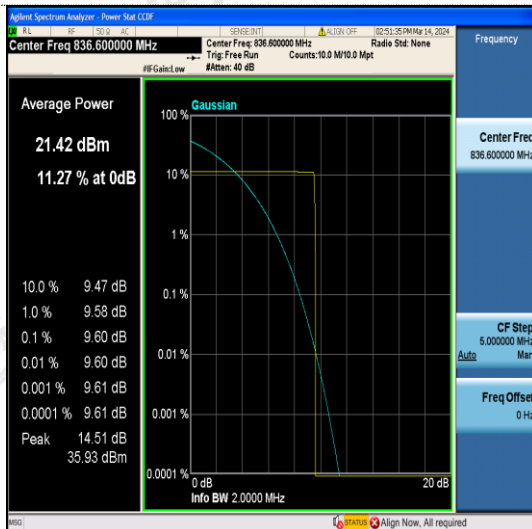 Agilent Spectrum Analyzer - Power Stat CCDF
RL RF 50 Ω AC SENSE:INT ALIGN OFF 02:51:35 PM Mar 14, 2024
Center Freq 836.600000 MHz
Center Freq: 836.600000 MHz Radio Std: None
Trig: Free Run Counts:10.0 M/10.0 Mpt
#IFGain:Low #Atten: 40 dB
Frequency
Average Power
21.42 dBm
11.27 % at 0dB
10.0 % 9.47 dB
1.0 % 9.58 dB
0.1 % 9.60 dB
0.01 % 9.60 dB
0.001 % 9.61 dB
0.0001 % 9.61 dB
Peak 14.51 dB
35.93 dBm
100 % Gaussian
10 %
1 %
0.1 %
0.01 %
0.001 %
0.0001 %
0 dB 20 dB
Info BW 2.0000 MHz
Center Freq
836.600000 MHz
CF Step
5.000000 MHz
Auto Man
Freq Offset
0 Hz
MSG STATUS Align Now, All required